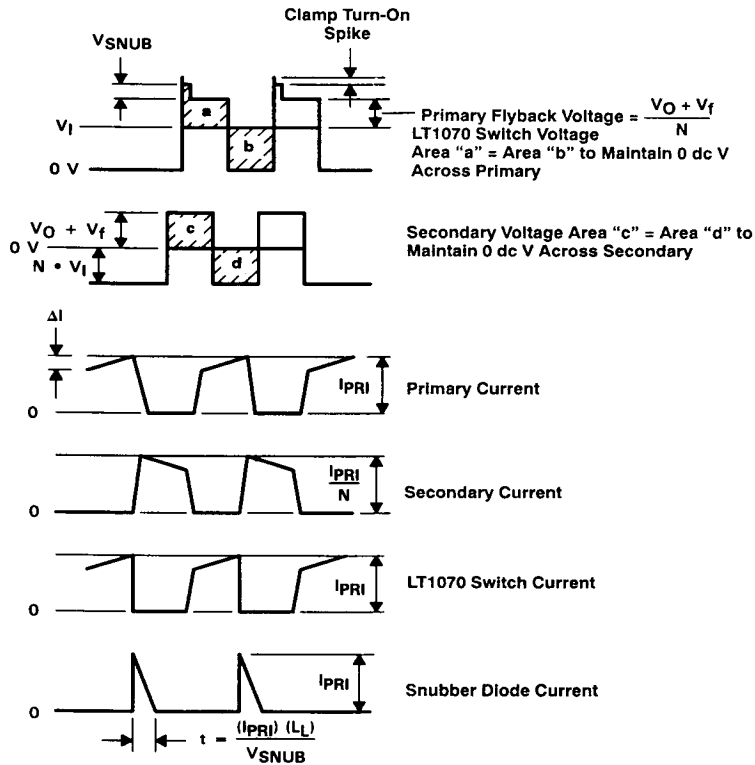 Clamp Turn-On
Spike
VSNUB
a
Primary Flyback Voltage = VO + Vf / N
VI
LT1070 Switch Voltage
b
Area “a” = Area “b” to Maintain 0 dc V
0 V
Across Primary
VO + Vf
c
Secondary Voltage Area “c” = Area “d” to
0 V
Maintain 0 dc V Across Secondary
N • VI
d
ΔI
IPRI
Primary Current
0
IPRI
N
Secondary Current
0
IPRI
LT1070 Switch Current
0
IPRI
Snubber Diode Current
0
t = (IPRI) (LL) / VSNUB